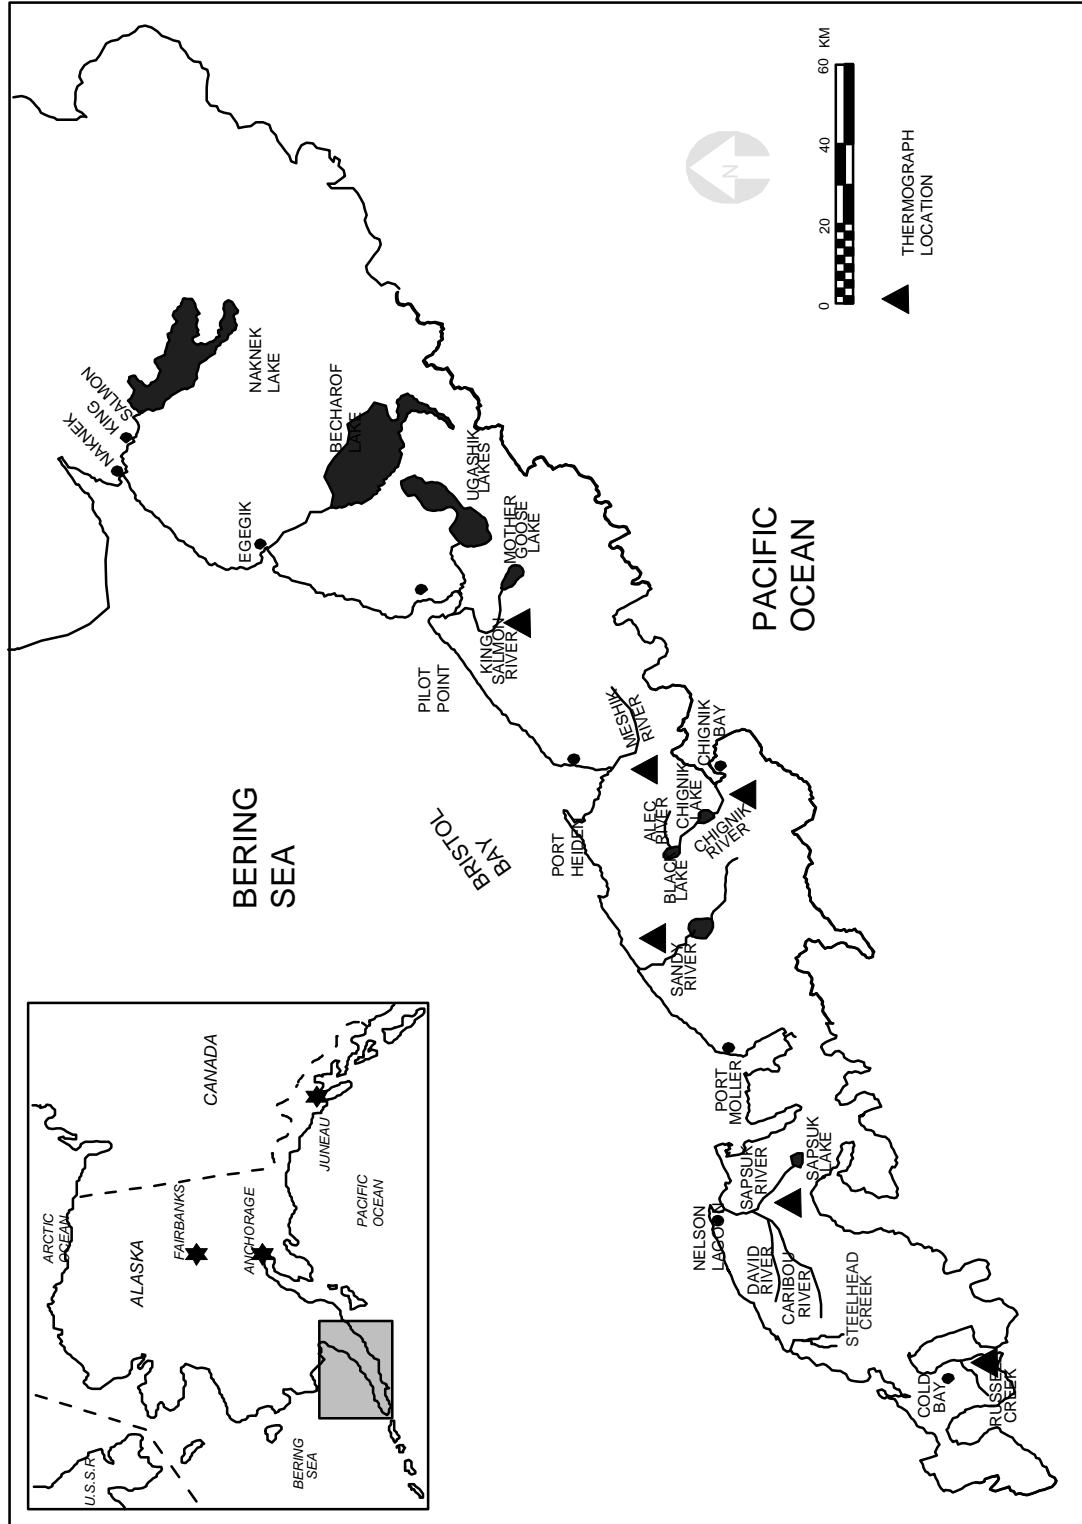 BERING
SEA
BRISTOL
BAY
PACIFIC
OCEAN
NAKNEK
KING
SALMON
NAKNEK
LAKE
EGEGIK
BECHAROF
LAKE
UGASHIK
LAKES
MOTHER
GOOSE
LAKE
PILOT
POINT
KING
SALMON
RIVER
MESHIK
RIVER
PORT
HEIDEN
CHIGNIK
BAY
CHIGNIK
LAKE
ALEC
RIVER
BLACK
LAKE
CHIGNIK
RIVER
SANDY
RIVER
PORT
MOLLER
SAPSUK
LAKE
SAPSUK
RIVER
NELSON
LAGOON
DAVID
RIVER
CARIBOU
RIVER
STEELHEAD
CREEK
COLD
BAY
RUSSELL
CREEK
N
0 20 40 60 KM
THERMOGRAPH
LOCATION
U.S.S.R
ARCTIC
OCEAN
ALASKA
FAIRBANKS
ANCHORAGE
CANADA
JUNEAU
PACIFIC
OCEAN
BERING
SEA